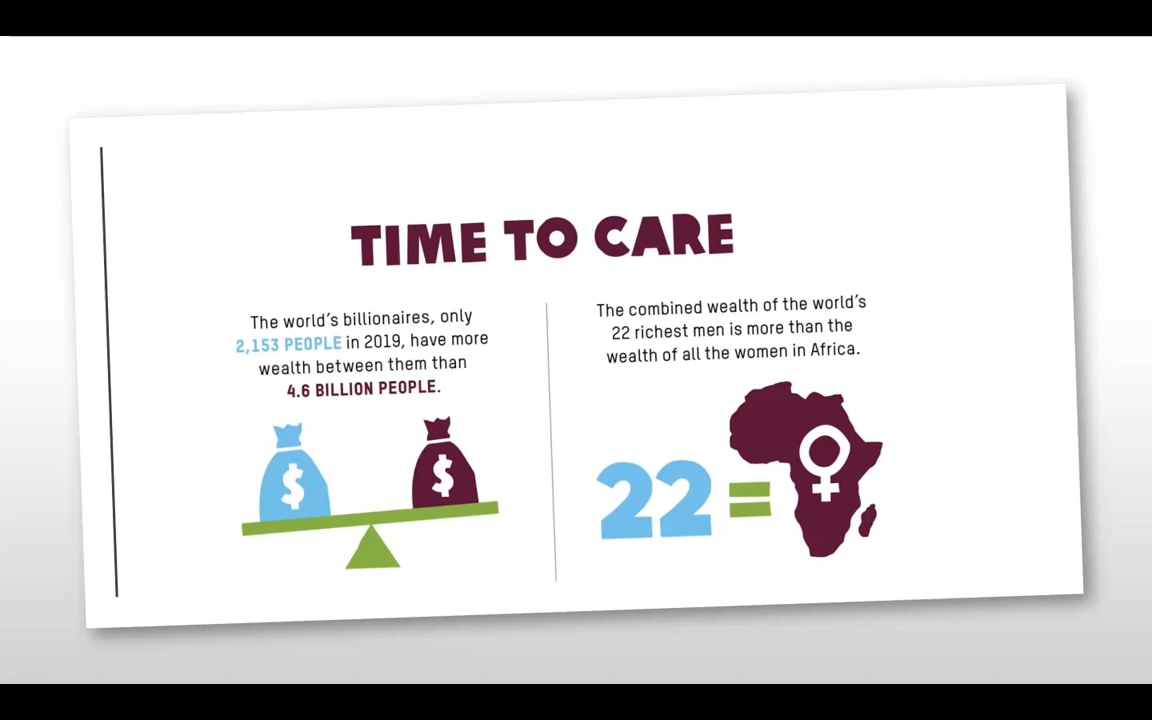 TIME TO CARE
The world's billionaires, only
2,153 PEOPLE in 2019, have more
wealth between them than
4.6 BILLION PEOPLE.
$ $
The combined wealth of the world's
22 richest men is more than the
wealth of all the women in Africa.
22 =